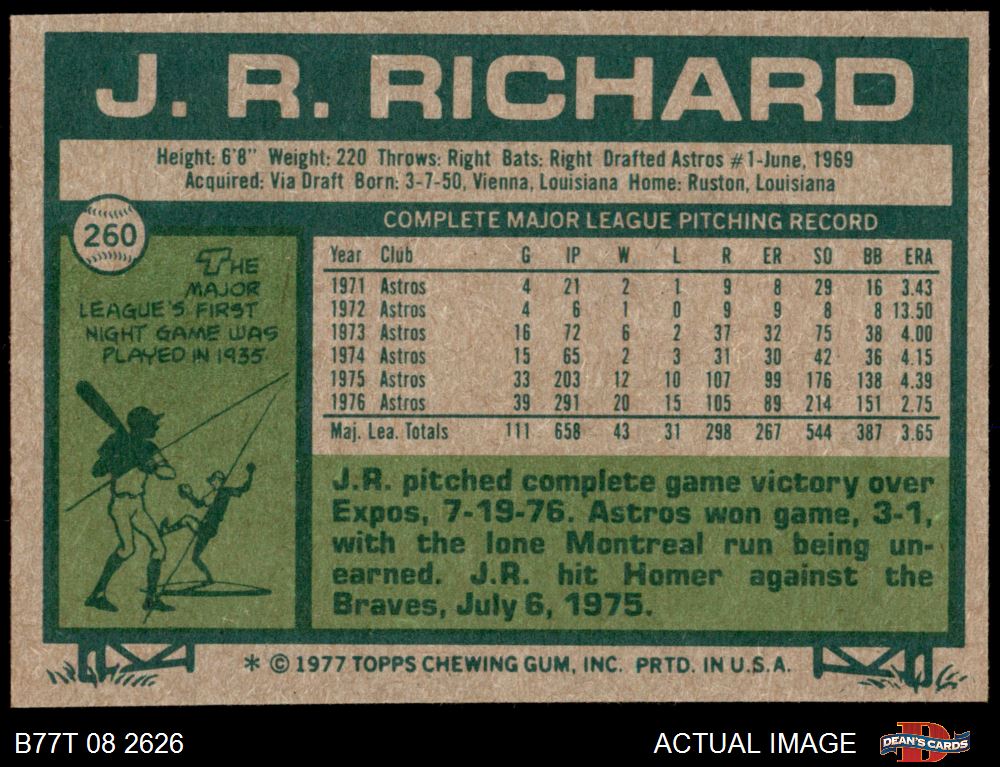 J. R. RICHARD
Height: 6'8" Weight: 220 Throws: Right Bats: Right Drafted Astros #1-June, 1969
Acquired: Via Draft Born: 3-7-50, Vienna, Louisiana Home: Ruston, Louisiana
260
THE
MAJOR
LEAGUE'S FIRST
NIGHT GAME WAS
PLAYED IN 1935
COMPLETE MAJOR LEAGUE PITCHING RECORD
Year Club G IP W L R ER SO BB ERA
1971 Astros 4 21 2 1 9 8 29 16 3.43
1972 Astros 4 6 1 0 9 9 8 8 13.50
1973 Astros 16 72 6 2 37 32 75 38 4.00
1974 Astros 15 65 2 3 31 30 42 36 4.15
1975 Astros 33 203 12 10 107 99 176 138 4.39
1976 Astros 39 291 20 15 105 89 214 151 2.75
Maj. Lea. Totals 111 658 43 31 298 267 544 387 3.65
J.R. pitched complete game victory over
Expos, 7-19-76. Astros won game, 3-1,
with the lone Montreal run being un-
earned. J.R. hit Homer against the
Braves, July 6, 1975.
* © 1977 TOPPS CHEWING GUM, INC. PRTD. IN U.S.A.
B77T 08 2626
ACTUAL IMAGE
DEAN'S CARDS